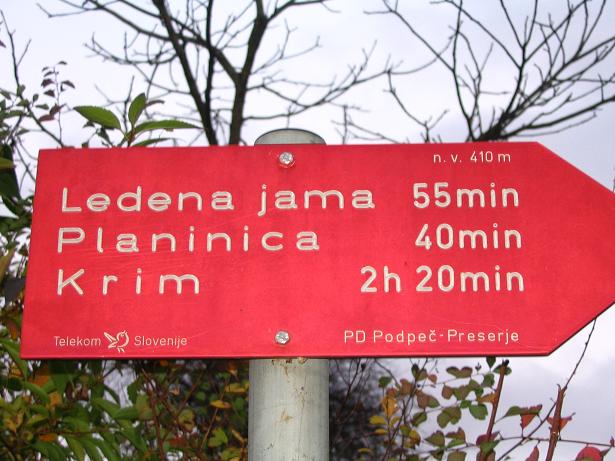 n. v. 410 m
Ledena jama 55min
Planinica 40min
Krim 2h 20min
Telekom Slovenije PD Podpeč-Preserje